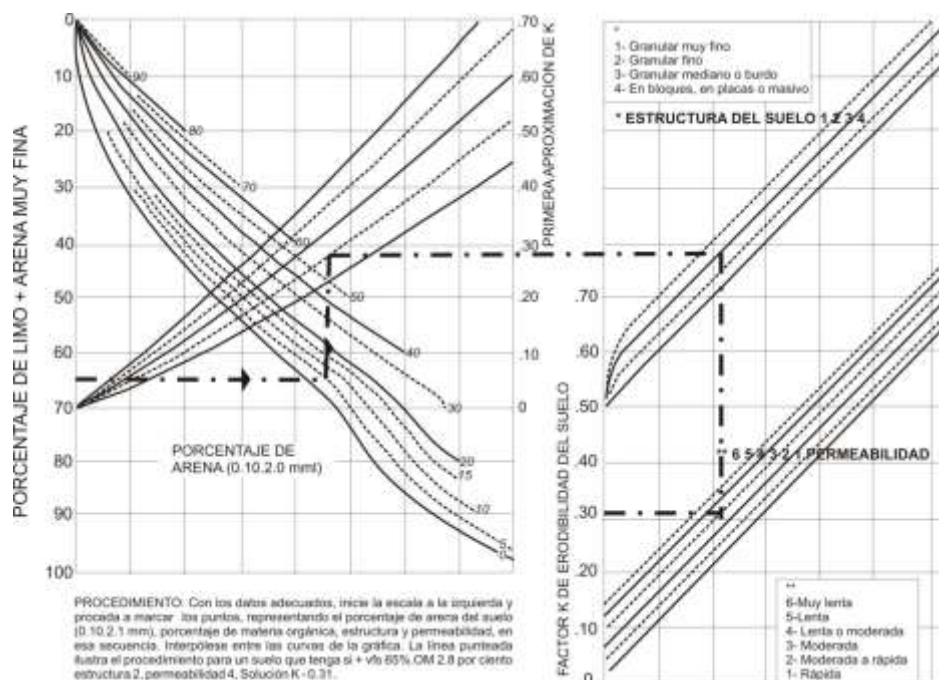 0
10
20
30
40
50
60
70
80
90
100
PORCENTAJE DE LIMO + ARENA MUY FINA
90
80
70
60
50
40
30
20
15
10
5
0
PORCENTAJE DE
ARENA (0.10.2.0 mml)
.70
.60
.50
.40
.30
.20
.10
0
PRIMERA APROXIMACION DE K
*
1- Granular muy fino
2- Granular fino
3- Granular mediano o burdo
4- En bloques, en placas o masivo
* ESTRUCTURA DEL SUELO 1 2 3 4
.70
.60
.50
.40
.30
.20
0
FACTOR K DE ERODIBILIDAD DEL SUELO
** 6 5 4 3 2 1 PERMEABILIDAD
**
6-Muy lenta
5-Lenta
4- Lenta o moderada
3- Moderada
2- Moderada a rápida
1- Rápida
PROCEDIMIENTO: Con los datos adecuados, inicie la escala a la izquierda y
proceda a marcar los puntos, representando el porcentaje de arena del suelo
(0.10.2.1 mm), porcentaje de materia orgánica, estructura y permeabilidad, en
esa secuencia. Interpólese entre las curvas de la gráfica. La línea punteada
ilustra el procedimiento para un suelo que tenga si + vfo 65%.OM 2.8 por ciento
estructura 2, permeabilidad 4. Solución K - 0.31.